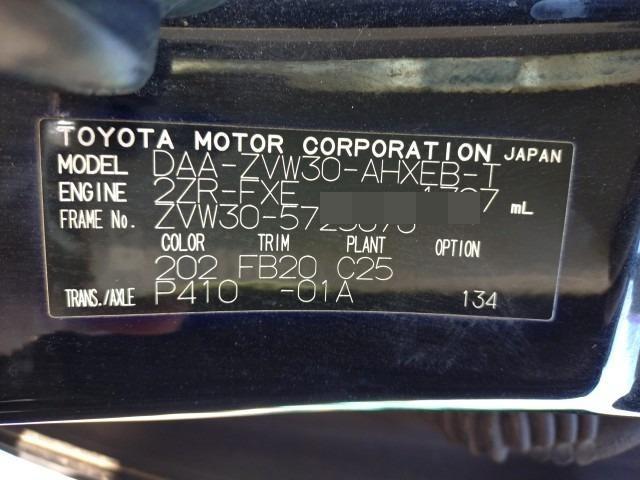 TOYOTA MOTOR CORPORATION JAPAN
MODEL DAA-ZVW30-AHXEB-T
ENGINE 2ZR-FXE mL
FRAME No.
COLOR TRIM PLANT OPTION
202 FB20 C25
TRANS./AXLE P410 -01A 134